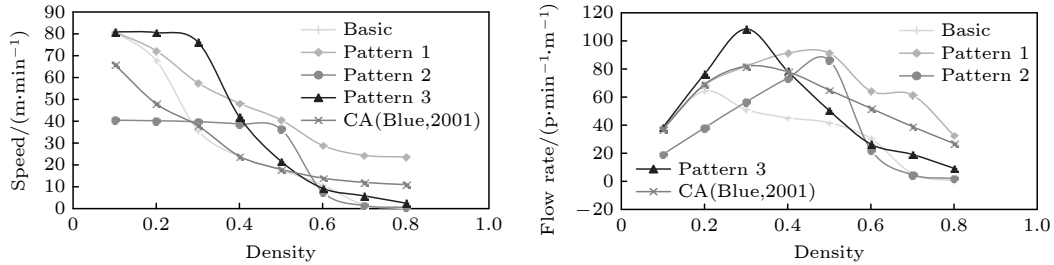 90
80
70
60
50
40
30
20
10
0
0
0.2
0.4
0.6
0.8
1.0
Speed/(m·min⁻¹)
Density
Basic
Pattern 1
Pattern 2
Pattern 3
CA(Blue,2001)
120
100
80
60
40
20
0
−20
0
0.2
0.4
0.6
0.8
1.0
Flow rate/(p·min⁻¹·m⁻¹)
Density
Basic
Pattern 1
Pattern 2
Pattern 3
CA(Blue,2001)